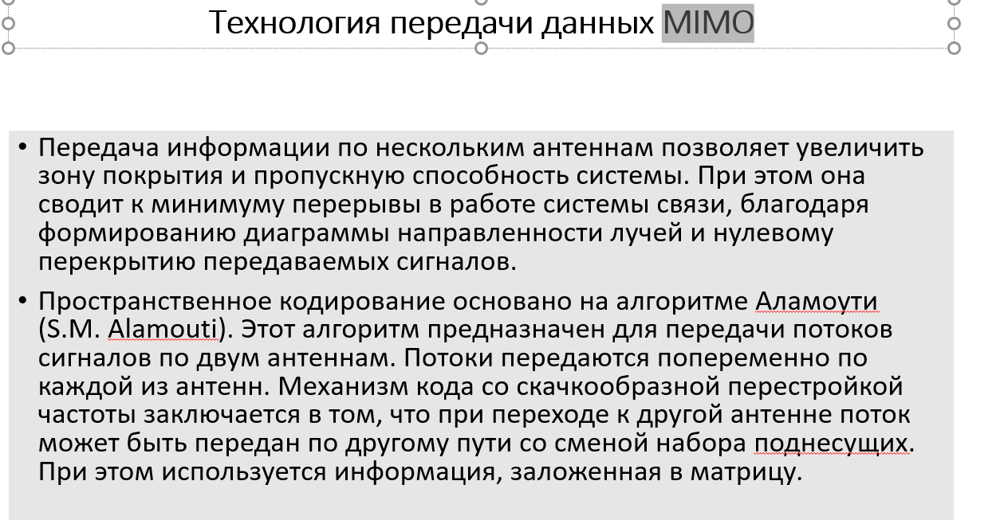 Технология передачи данных MIMO
• Передача информации по нескольким антеннам позволяет увеличить
зону покрытия и пропускную способность системы. При этом она
сводит к минимуму перерывы в работе системы связи, благодаря
формированию диаграммы направленности лучей и нулевому
перекрытию передаваемых сигналов.
• Пространственное кодирование основано на алгоритме Аламоути
(S.M. Alamouti). Этот алгоритм предназначен для передачи потоков
сигналов по двум антеннам. Потоки передаются попеременно по
каждой из антенн. Механизм кода со скачкообразной перестройкой
частоты заключается в том, что при переходе к другой антенне поток
может быть передан по другому пути со сменой набора поднесущих.
При этом используется информация, заложенная в матрицу.